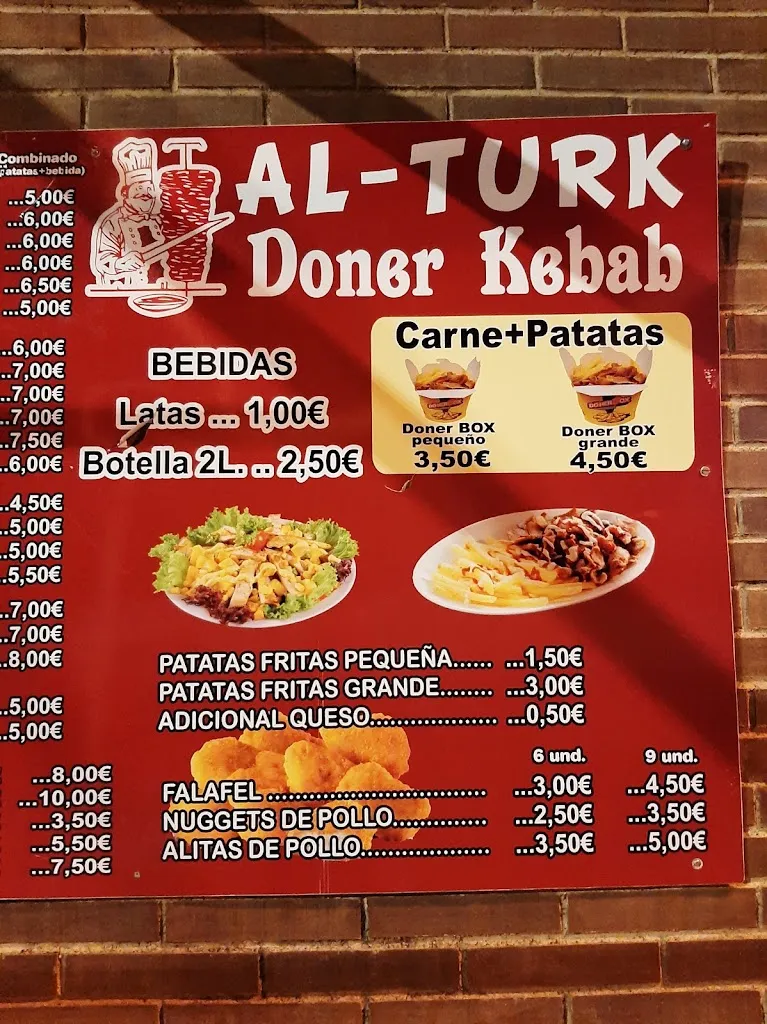 Combinado
patatas+bebida)
...5,00€
...6,00€
...6,00€
...6,00€
...6,50€
...5,00€
..6,00€
..7,00€
..7,00€
..7,00€
..7,50€
..6,00€
..4,50€
..5,00€
..5,00€
..5,50€
..7,00€
..7,00€
..8,00€
..5,00€
..5,00€
...8,00€
...10,00€
...3,50€
...5,50€
...7,50€
AL-TURK
Doner Kebab
BEBIDAS
Latas ... 1,00€
Botella 2L. .. 2,50€
Carne+Patatas
Doner BOX
pequeño
3,50€
Doner BOX
grande
4,50€
PATATAS FRITAS PEQUEÑA...... ...1,50€
PATATAS FRITAS GRANDE........ ...3,00€
ADICIONAL QUESO................... ...0,50€
6 und. 9 und.
FALAFEL ................................. ...3,00€ ...4,50€
NUGGETS DE POLLO.............. ...2,50€ ...3,50€
ALITAS DE POLLO................... ...3,50€ ...5,00€